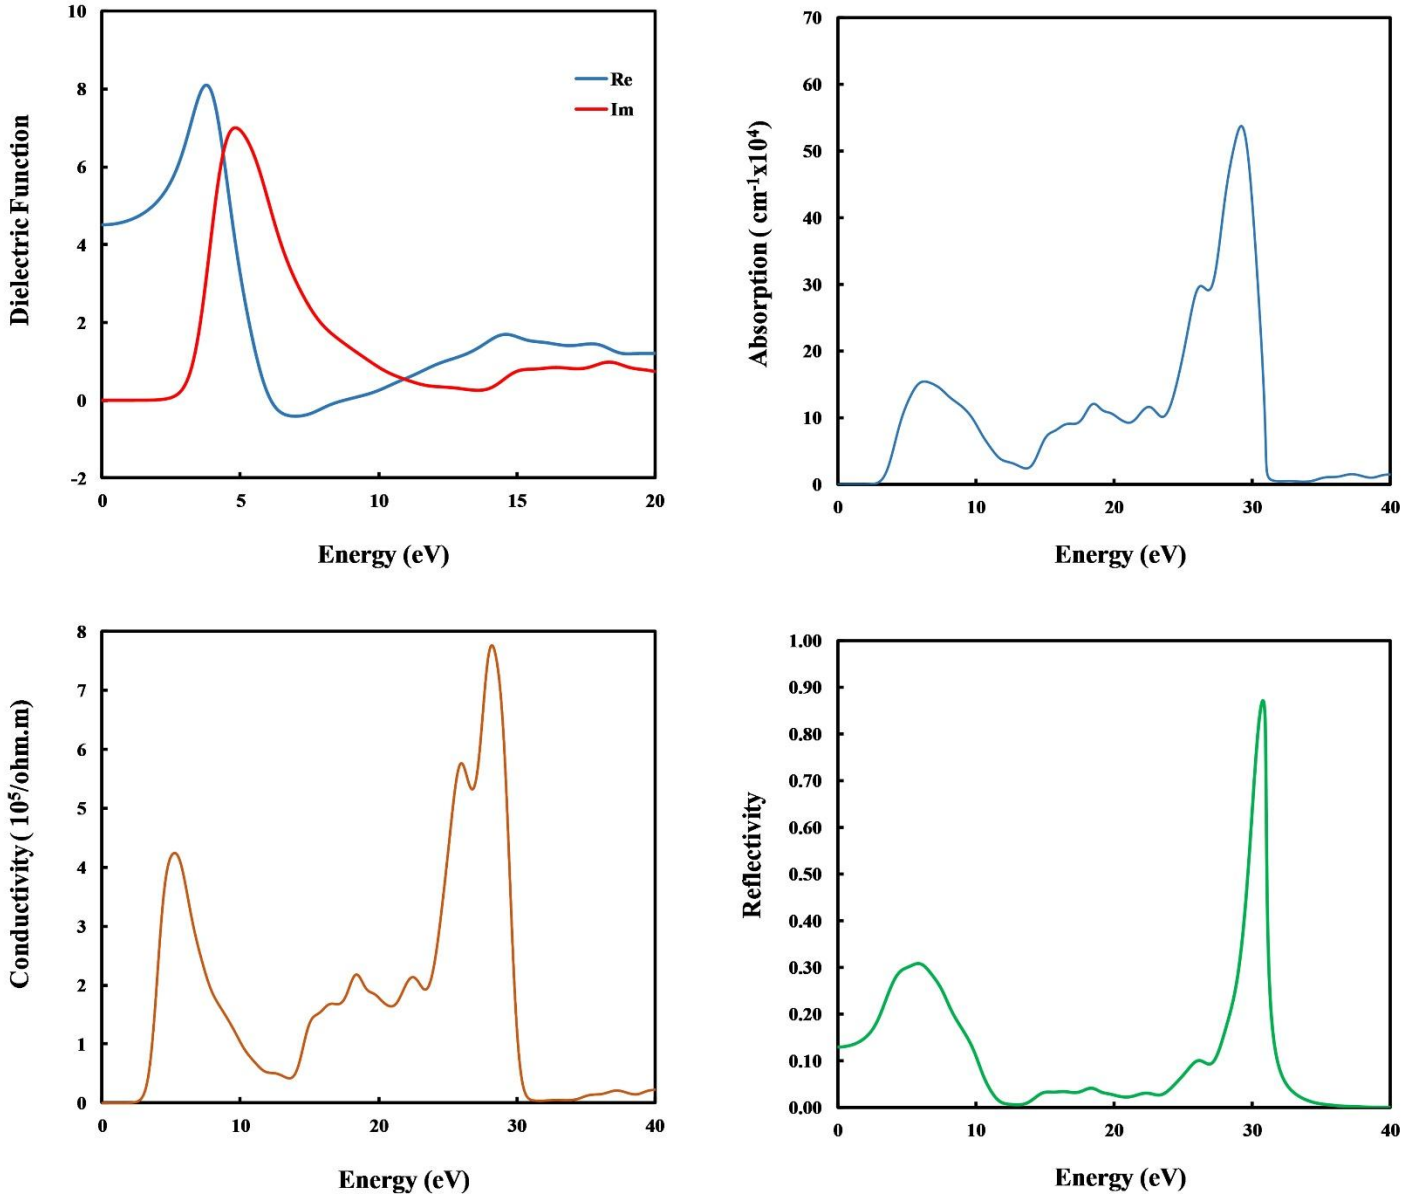 10
8
6
4
2
0
-2
Dielectric Function
Re
Im
0 5 10 15 20
Energy (eV)
70
60
50
40
30
20
10
0
Absorption ( cm⁻¹x10⁴)
0 10 20 30 40
Energy (eV)
8
7
6
5
4
3
2
1
0
Conductivity ( 10⁵/ohm.m)
0 10 20 30 40
Energy (eV)
1.00
0.90
0.80
0.70
0.60
0.50
0.40
0.30
0.20
0.10
0.00
Reflectivity
0 10 20 30 40
Energy (eV)